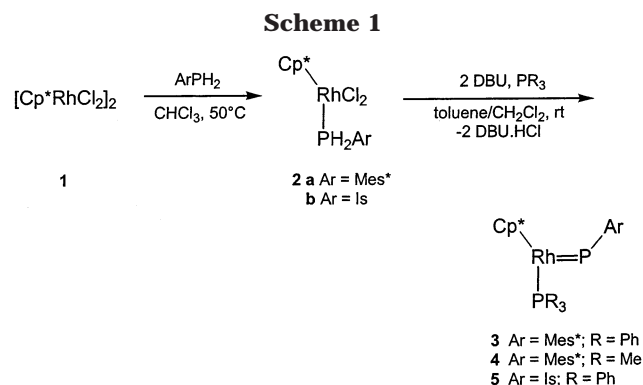 Scheme 1
[Cp*RhCl2]2
ArPH2
CHCl3, 50°C
Cp*
RhCl2
PH2Ar
2 DBU, PR3
toluene/CH2Cl2, rt
-2 DBU.HCl
1
2 a Ar = Mes*
b Ar = Is
Cp*
Ar
Rh=P
PR3
3 Ar = Mes*; R = Ph
4 Ar = Mes*; R = Me
5 Ar = Is; R = Ph